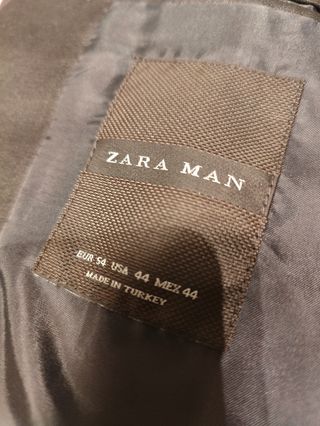 ZARA MAN
EUR 54 USA 44 MEX 44
MADE IN TURKEY